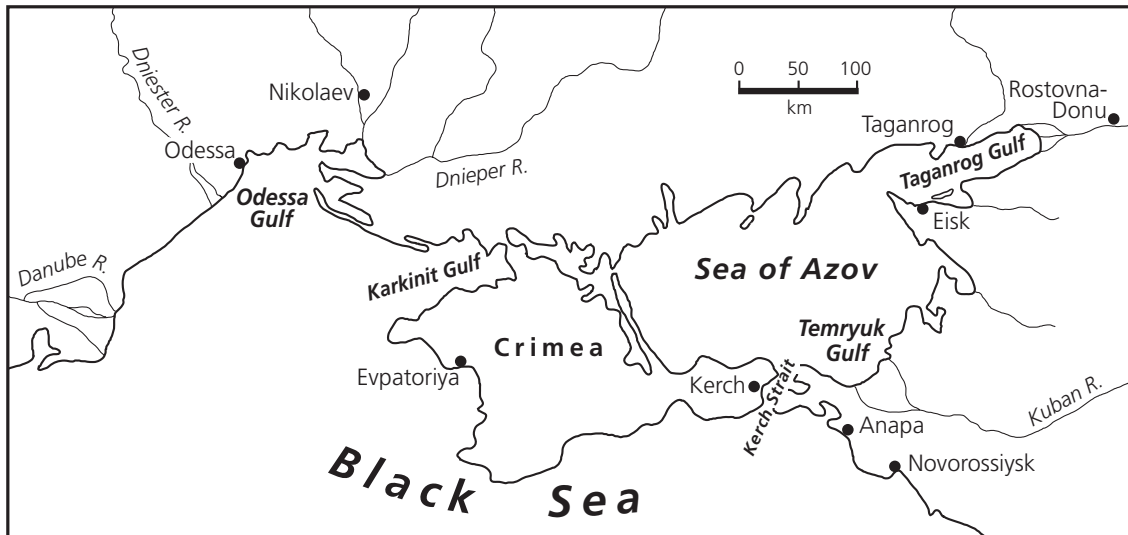 Dniester R.
Nikolaev
Odessa
Odessa
Gulf
Dnieper R.
0 50 100
km
Rostovna-
Donu
Taganrog
Taganrog Gulf
Eisk
Danube R.
Karkinit Gulf
Sea of Azov
Crimea
Evpatoriya
Temryuk
Gulf
Kerch
Kerch Strait
Kuban R.
Anapa
Novorossiysk
Black Sea